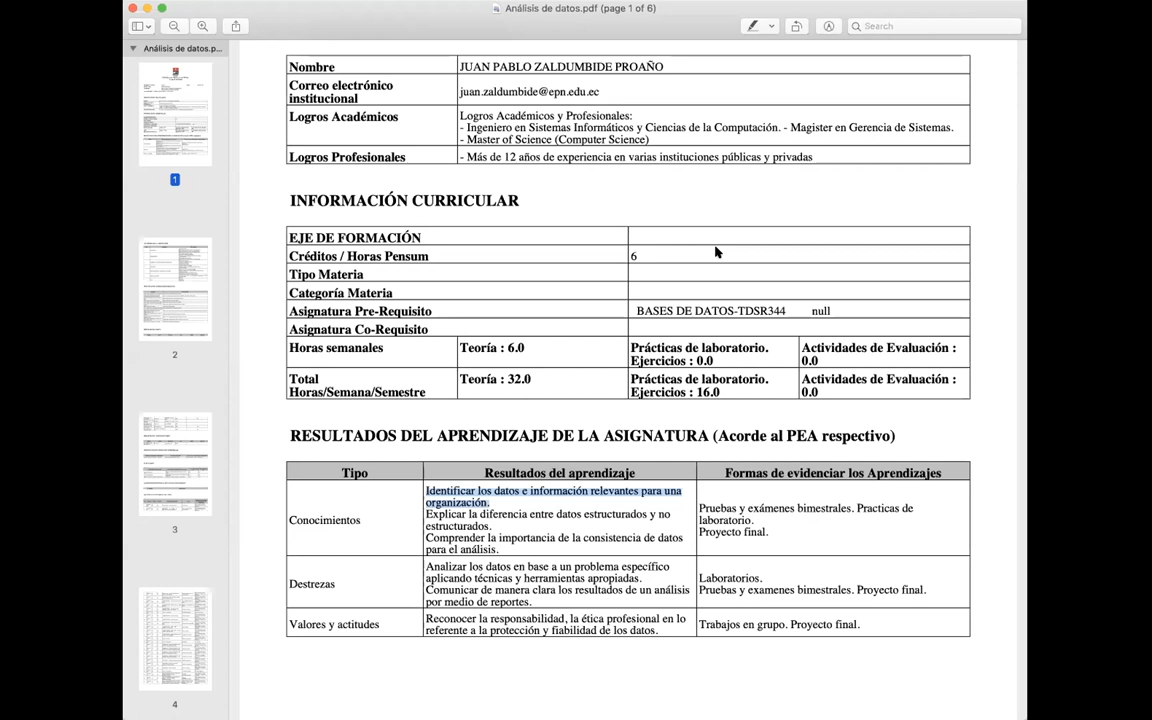 Análisis de datos.pdf (page 1 of 6)
Search
Análisis de datos.p...
1
2
3
4
Nombre JUAN PABLO ZALDUMBIDE PROAÑO
Correo electrónico
institucional
juan.zaldumbide@epn.edu.ec
Logros Académicos
Logros Académicos y Profesionales:
- Ingeniero en Sistemas Informáticos y Ciencias de la Computación. - Magister en Gerencia de Sistemas.
- Master of Science (Computer Science)
Logros Profesionales - Más de 12 años de experiencia en varias instituciones públicas y privadas
INFORMACIÓN CURRICULAR
EJE DE FORMACIÓN
Créditos / Horas Pensum 6
Tipo Materia
Categoría Materia
Asignatura Pre-Requisito BASES DE DATOS-TDSR344 null
Asignatura Co-Requisito
Horas semanales Teoría : 6.0
Prácticas de laboratorio.
Ejercicios : 0.0
Actividades de Evaluación :
0.0
Total
Horas/Semana/Semestre
Teoría : 32.0
Prácticas de laboratorio.
Ejercicios : 16.0
Actividades de Evaluación :
0.0
RESULTADOS DEL APRENDIZAJE DE LA ASIGNATURA (Acorde al PEA respectivo)
Tipo Resultados del aprendizaje Formas de evidenciar los Aprendizajes
Conocimientos
Identificar los datos e información relevantes para una
organización.
Explicar la diferencia entre datos estructurados y no
estructurados.
Comprender la importancia de la consistencia de datos
para el análisis.
Pruebas y exámenes bimestrales. Practicas de
laboratorio.
Proyecto final.
Destrezas
Analizar los datos en base a un problema específico
aplicando técnicas y herramientas apropiadas.
Comunicar de manera clara los resultados de un análisis
por medio de reportes.
Laboratorios.
Pruebas y examenes bimestrales. Proyecto final.
Valores y actitudes
Reconocer la responsabilidad, la ética profesional en lo
referente a la protección y fiabilidad de los datos.
Trabajos en grupo. Proyecto final.